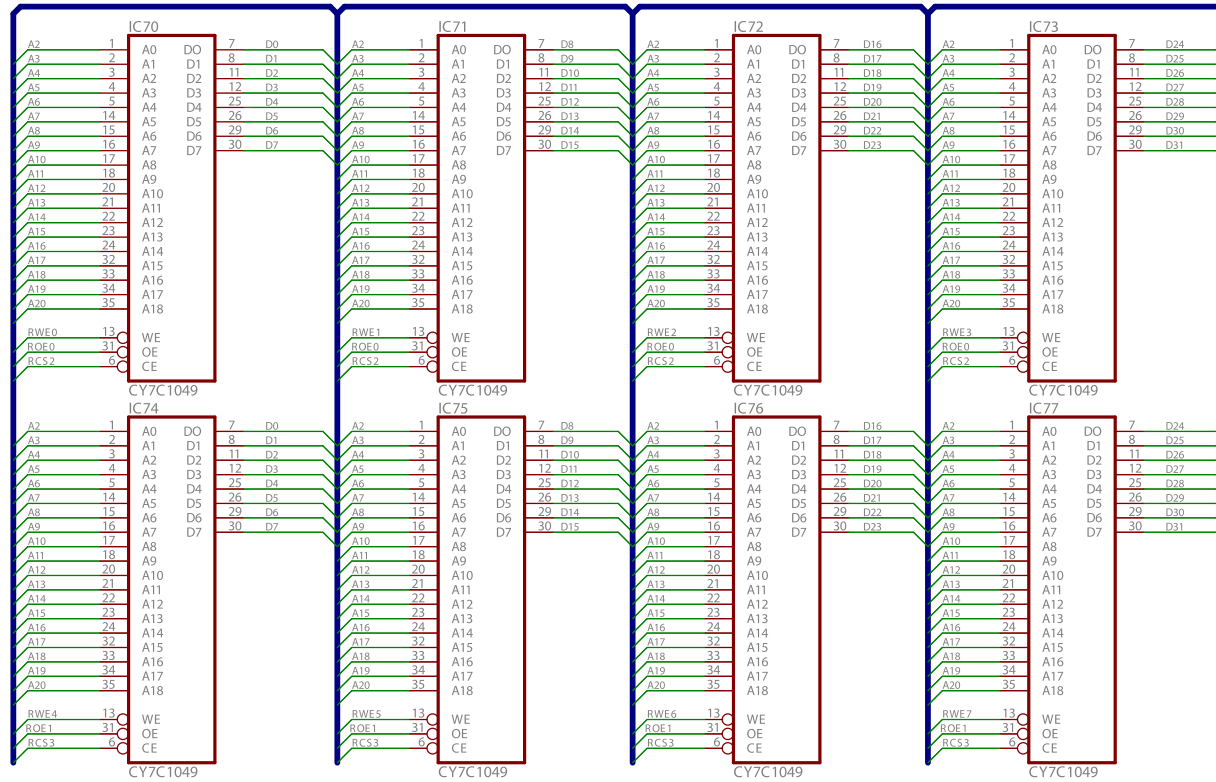 IC70 IC71 IC72 IC73
A2 1 A0 DO 7 D0 A2 1 A0 DO 7 D8 A2 1 A0 DO 7 D16 A2 1 A0 DO 7 D24
A3 2 A1 D1 8 D1 A3 2 A1 D1 8 D9 A3 2 A1 D1 8 D17 A3 2 A1 D1 8 D25
A4 3 A2 D2 11 D2 A4 3 A2 D2 11 D10 A4 3 A2 D2 11 D18 A4 3 A2 D2 11 D26
A5 4 A3 D3 12 D3 A5 4 A3 D3 12 D11 A5 4 A3 D3 12 D19 A5 4 A3 D3 12 D27
A6 5 A4 D4 25 D4 A6 5 A4 D4 25 D12 A6 5 A4 D4 25 D20 A6 5 A4 D4 25 D28
A7 14 A5 D5 26 D5 A7 14 A5 D5 26 D13 A7 14 A5 D5 26 D21 A7 14 A5 D5 26 D29
A8 15 A6 D6 29 D6 A8 15 A6 D6 29 D14 A8 15 A6 D6 29 D22 A8 15 A6 D6 29 D30
A9 16 A7 D7 30 D7 A9 16 A7 D7 30 D15 A9 16 A7 D7 30 D23 A9 16 A7 D7 30 D31
A10 17 A8 A10 17 A8 A10 17 A8 A10 17 A8
A11 18 A9 A11 18 A9 A11 18 A9 A11 18 A9
A12 20 A10 A12 20 A10 A12 20 A10 A12 20 A10
A13 21 A11 A13 21 A11 A13 21 A11 A13 21 A11
A14 22 A12 A14 22 A12 A14 22 A12 A14 22 A12
A15 23 A13 A15 23 A13 A15 23 A13 A15 23 A13
A16 24 A14 A16 24 A14 A16 24 A14 A16 24 A14
A17 32 A15 A17 32 A15 A17 32 A15 A17 32 A15
A18 33 A16 A18 33 A16 A18 33 A16 A18 33 A16
A19 34 A17 A19 34 A17 A19 34 A17 A19 34 A17
A20 35 A18 A20 35 A18 A20 35 A18 A20 35 A18
RWE0 13 WE RWE1 13 WE RWE2 13 WE RWE3 13 WE
ROE0 31 OE ROE0 31 OE ROE0 31 OE ROE0 31 OE
RCS2 6 CE RCS2 6 CE RCS2 6 CE RCS2 6 CE
CY7C1049 CY7C1049 CY7C1049 CY7C1049
IC74 IC75 IC76 IC77
A2 1 A0 DO 7 D0 A2 1 A0 DO 7 D8 A2 1 A0 DO 7 D16 A2 1 A0 DO 7 D24
A3 2 A1 D1 8 D1 A3 2 A1 D1 8 D9 A3 2 A1 D1 8 D17 A3 2 A1 D1 8 D25
A4 3 A2 D2 11 D2 A4 3 A2 D2 11 D10 A4 3 A2 D2 11 D18 A4 3 A2 D2 11 D26
A5 4 A3 D3 12 D3 A5 4 A3 D3 12 D11 A5 4 A3 D3 12 D19 A5 4 A3 D3 12 D27
A6 5 A4 D4 25 D4 A6 5 A4 D4 25 D12 A6 5 A4 D4 25 D20 A6 5 A4 D4 25 D28
A7 14 A5 D5 26 D5 A7 14 A5 D5 26 D13 A7 14 A5 D5 26 D21 A7 14 A5 D5 26 D29
A8 15 A6 D6 29 D6 A8 15 A6 D6 29 D14 A8 15 A6 D6 29 D22 A8 15 A6 D6 29 D30
A9 16 A7 D7 30 D7 A9 16 A7 D7 30 D15 A9 16 A7 D7 30 D23 A9 16 A7 D7 30 D31
A10 17 A8 A10 17 A8 A10 17 A8 A10 17 A8
A11 18 A9 A11 18 A9 A11 18 A9 A11 18 A9
A12 20 A10 A12 20 A10 A12 20 A10 A12 20 A10
A13 21 A11 A13 21 A11 A13 21 A11 A13 21 A11
A14 22 A12 A14 22 A12 A14 22 A12 A14 22 A12
A15 23 A13 A15 23 A13 A15 23 A13 A15 23 A13
A16 24 A14 A16 24 A14 A16 24 A14 A16 24 A14
A17 32 A15 A17 32 A15 A17 32 A15 A17 32 A15
A18 33 A16 A18 33 A16 A18 33 A16 A18 33 A16
A19 34 A17 A19 34 A17 A19 34 A17 A19 34 A17
A20 35 A18 A20 35 A18 A20 35 A18 A20 35 A18
RWE4 13 WE RWE5 13 WE RWE6 13 WE RWE7 13 WE
ROE1 31 OE ROE1 31 OE ROE1 31 OE ROE1 31 OE
RCS3 6 CE RCS3 6 CE RCS3 6 CE RCS3 6 CE
CY7C1049 CY7C1049 CY7C1049 CY7C1049